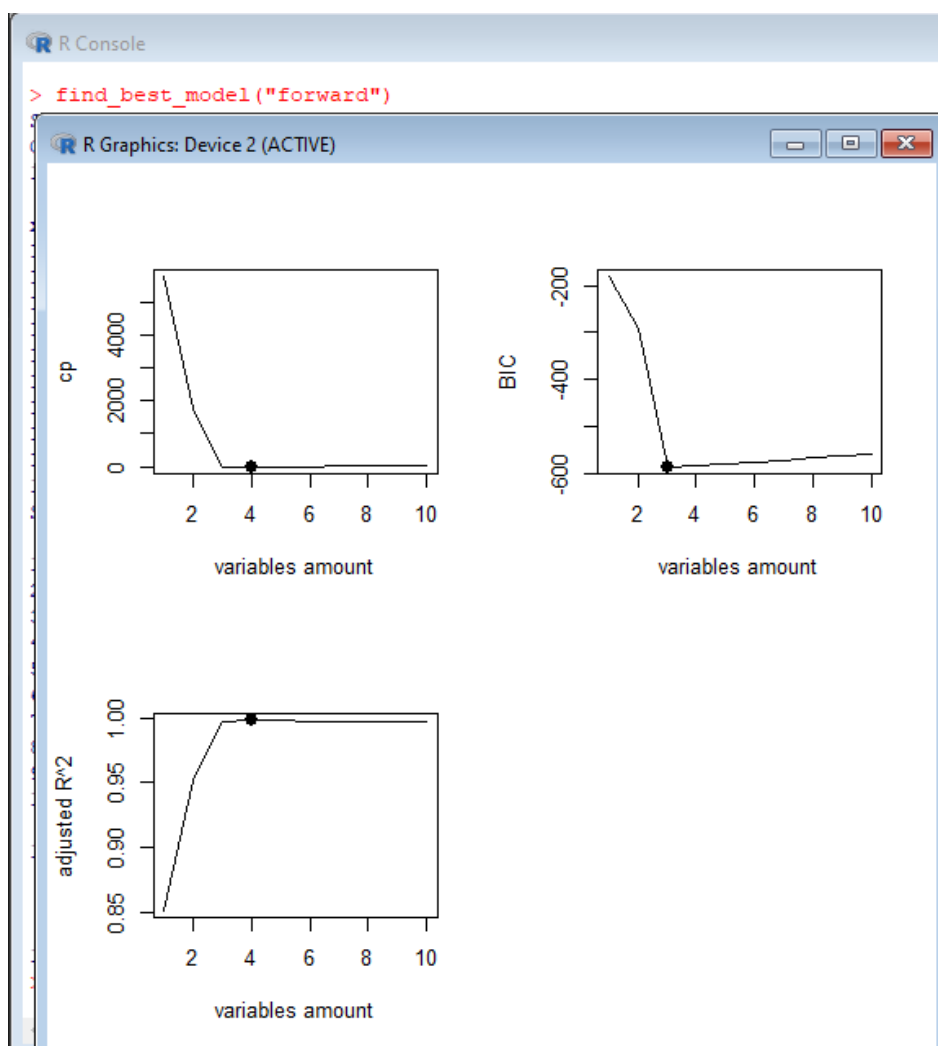 R Console
> find_best_model("forward")
R Graphics: Device 2 (ACTIVE)
cp
0 2000 4000
2 4 6 8 10
variables amount
BIC
-600 -400 -200
2 4 6 8 10
variables amount
adjusted R^2
0.85 0.90 0.95 1.00
2 4 6 8 10
variables amount